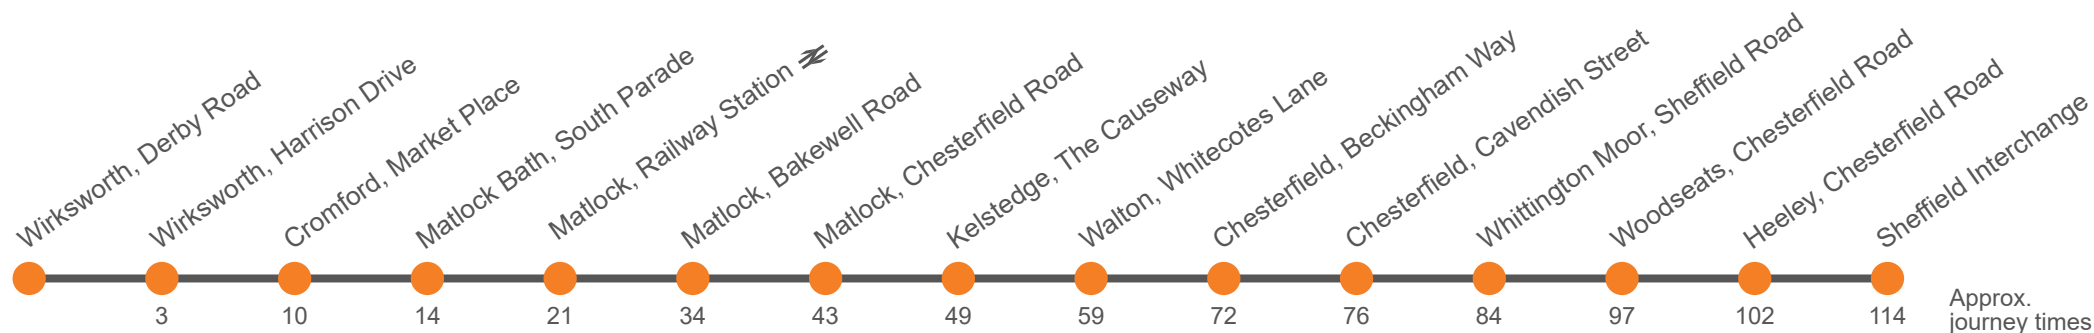 Wirksworth, Derby Road
Wirksworth, Harrison Drive
Cromford, Market Place
Matlock Bath, South Parade
Matlock, Railway Station
Matlock, Bakewell Road
Matlock, Chesterfield Road
Kelstedge, The Causeway
Walton, Whitecotes Lane
Chesterfield, Beckingham Way
Chesterfield, Cavendish Street
Whittington Moor, Sheffield Road
Woodseats, Chesterfield Road
Heeley, Chesterfield Road
Sheffield Interchange
3 10 14 21 34 43 49 59 72 76 84 97 102 114
Approx.
journey times